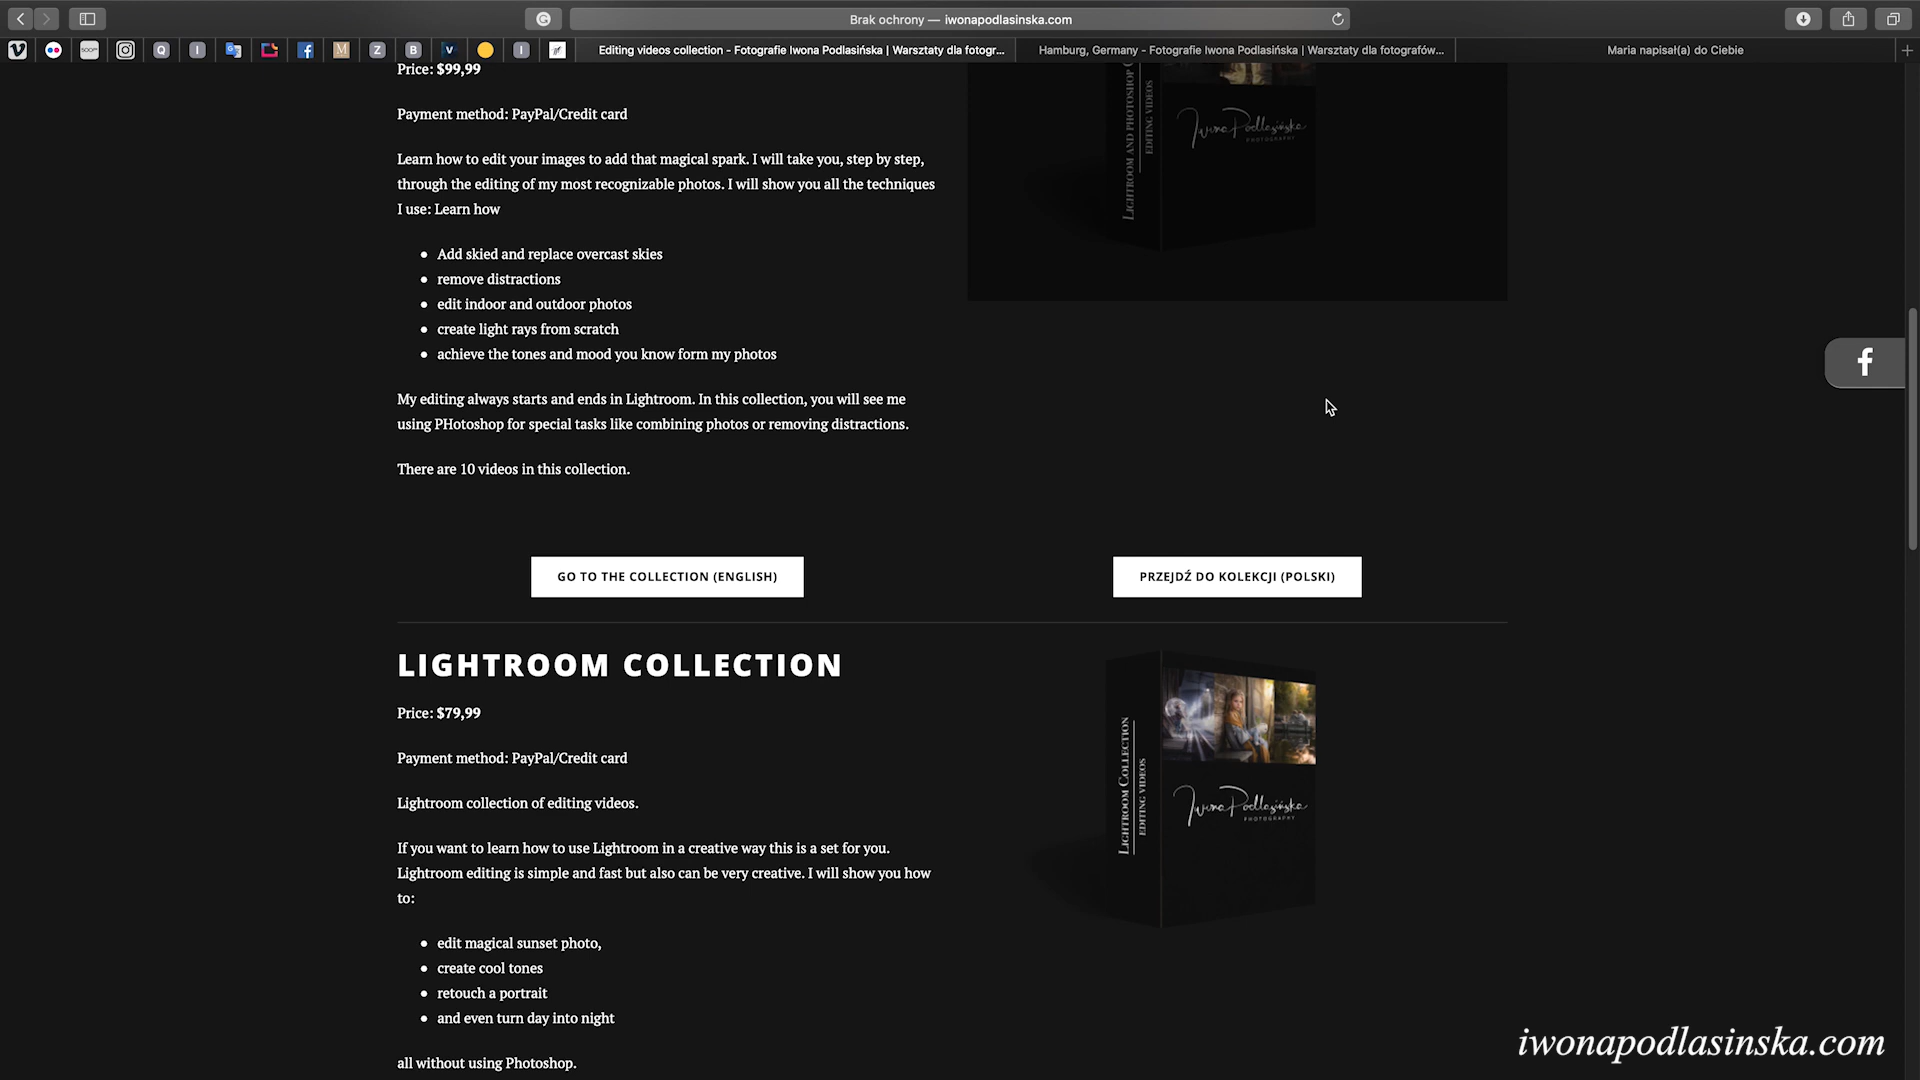 Brak ochrony — iwonapodlasinska.com
Editing videos collection - Fotografie Iwona Podlasińska | Warsztaty dla fotogr...
Hamburg, Germany - Fotografie Iwona Podlasińska | Warsztaty dla fotografów...
Maria napisał(a) do Ciebie
Price: $99,99
Payment method: PayPal/Credit card
Learn how to edit your images to add that magical spark. I will take you, step by step,
through the editing of my most recognizable photos. I will show you all the techniques
I use: Learn how
Add skied and replace overcast skies
remove distractions
edit indoor and outdoor photos
create light rays from scratch
achieve the tones and mood you know form my photos
My editing always starts and ends in Lightroom. In this collection, you will see me
using PHotoshop for special tasks like combining photos or removing distractions.
There are 10 videos in this collection.
LIGHTROOM AND PHOTOSHOP
EDITING VIDEOS
Iwona Podlasińska
PHOTOGRAPHY
GO TO THE COLLECTION (ENGLISH)
PRZEJDŹ DO KOLEKCJI (POLSKI)
LIGHTROOM COLLECTION
Price: $79,99
Payment method: PayPal/Credit card
Lightroom collection of editing videos.
If you want to learn how to use Lightroom in a creative way this is a set for you.
Lightroom editing is simple and fast but also can be very creative. I will show you how
to:
edit magical sunset photo,
create cool tones
retouch a portrait
and even turn day into night
all without using Photoshop.
LIGHTROOM COLLECTION
EDITING VIDEOS
Iwona Podlasińska
PHOTOGRAPHY
iwonapodlasinska.com